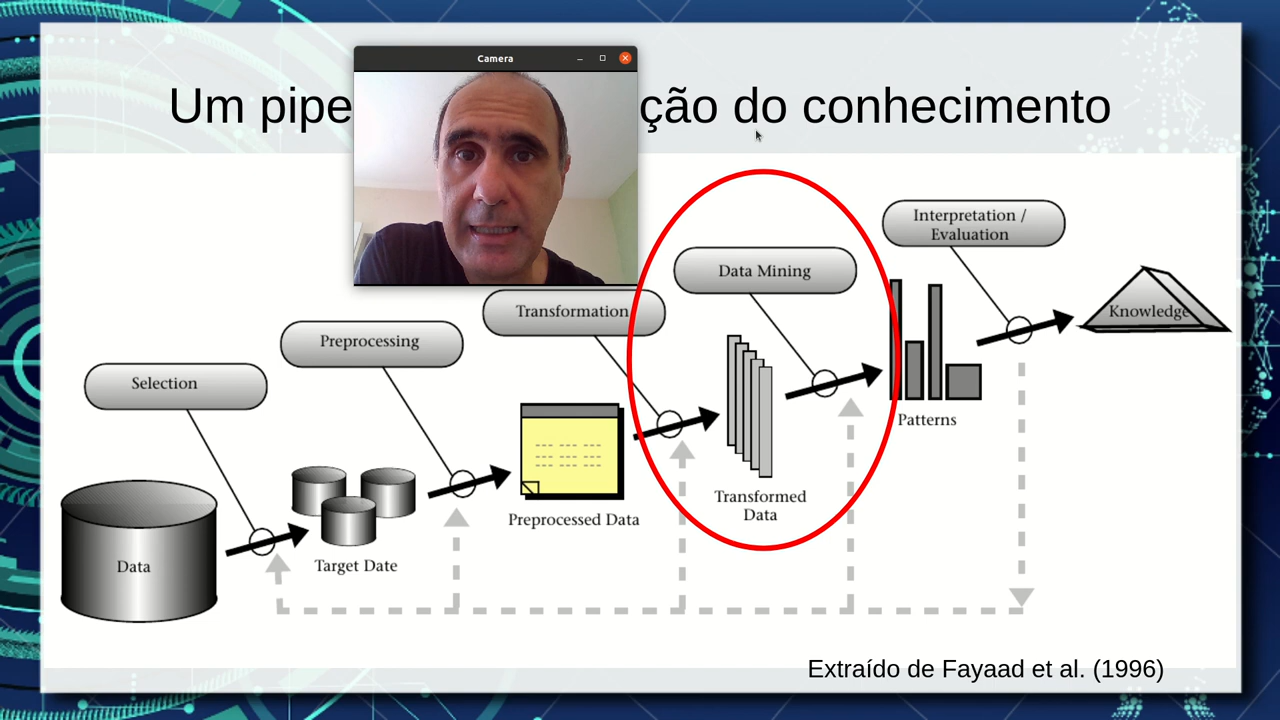 Camera
Um pipe ção do conhecimento
Interpretation /
Evaluation
Data Mining
Transformation
Preprocessing
Selection
Knowledge
Patterns
Transformed
Data
Preprocessed Data
Target Date
Data
Extraído de Fayaad et al. (1996)